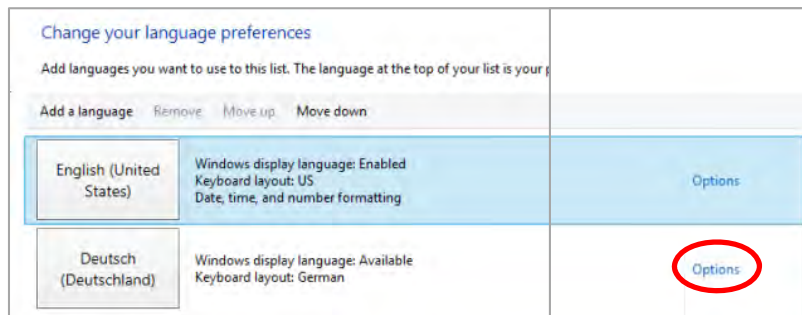 Change your language preferences
Add languages you want to use to this list. The language at the top of your list is your
Add a language Remove Move up Move down
English (United States)
Windows display language: Enabled
Keyboard layout: US
Date, time, and number formatting
Options
Deutsch (Deutschland)
Windows display language: Available
Keyboard layout: German
Options